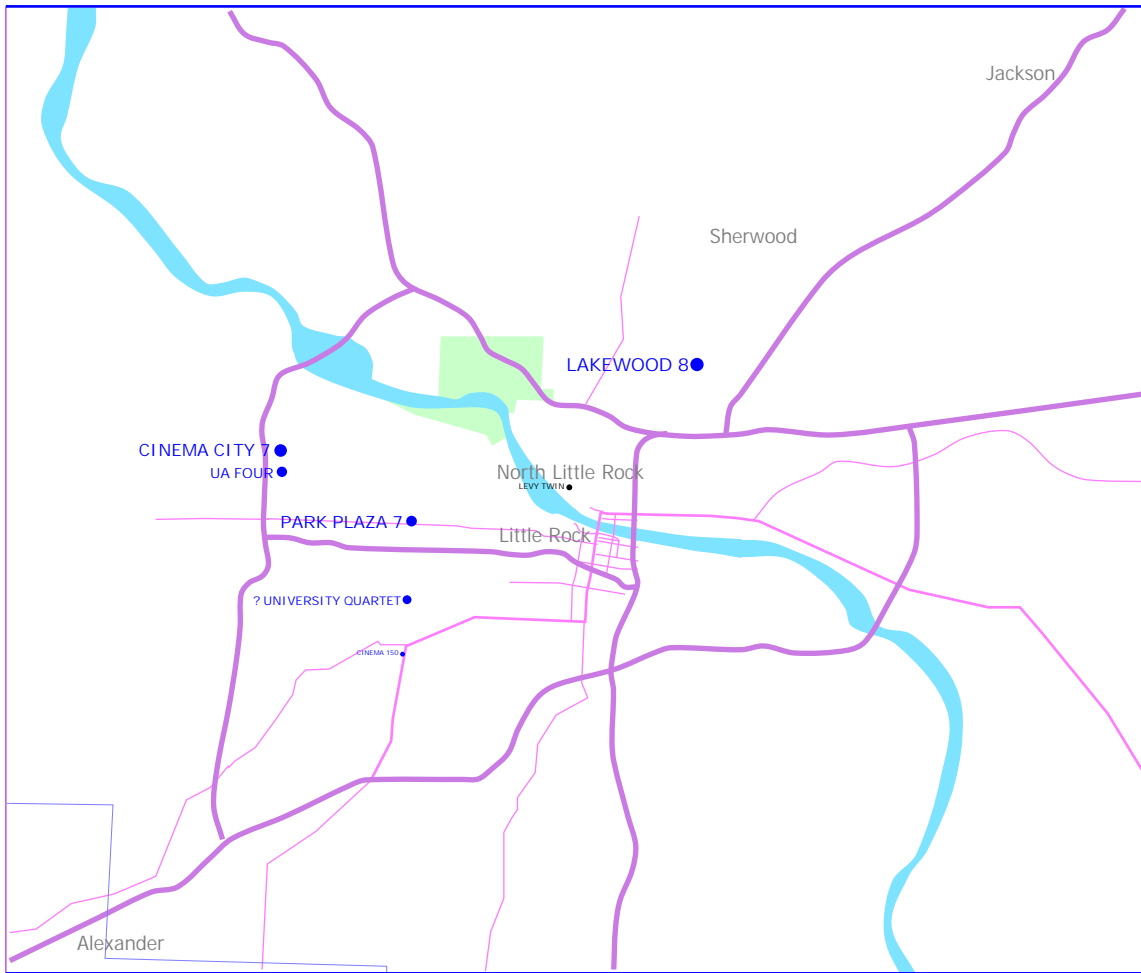 Jackson
Sherwood
LAKEWOOD 8
CINEMA CITY 7
UA FOUR
North Little Rock
LEVY TWIN
PARK PLAZA 7
Little Rock
? UNIVERSITY QUARTET
CINEMA 150
Alexander